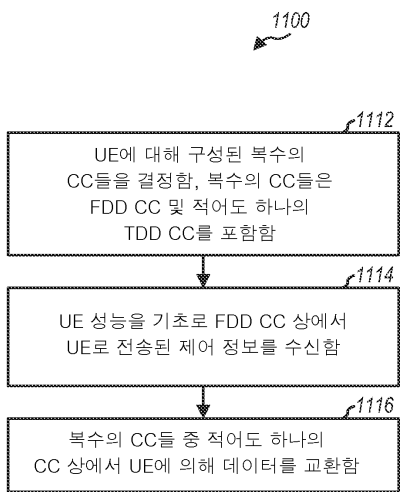 1100
1112
UE에 대해 구성된 복수의
CC들을 결정함, 복수의 CC들은
FDD CC 및 적어도 하나의
TDD CC를 포함함
1114
UE 성능을 기초로 FDD CC 상에서
UE로 전송된 제어 정보를 수신함
1116
복수의 CC들 중 적어도 하나의
CC 상에서 UE에 의해 데이터를 교환함